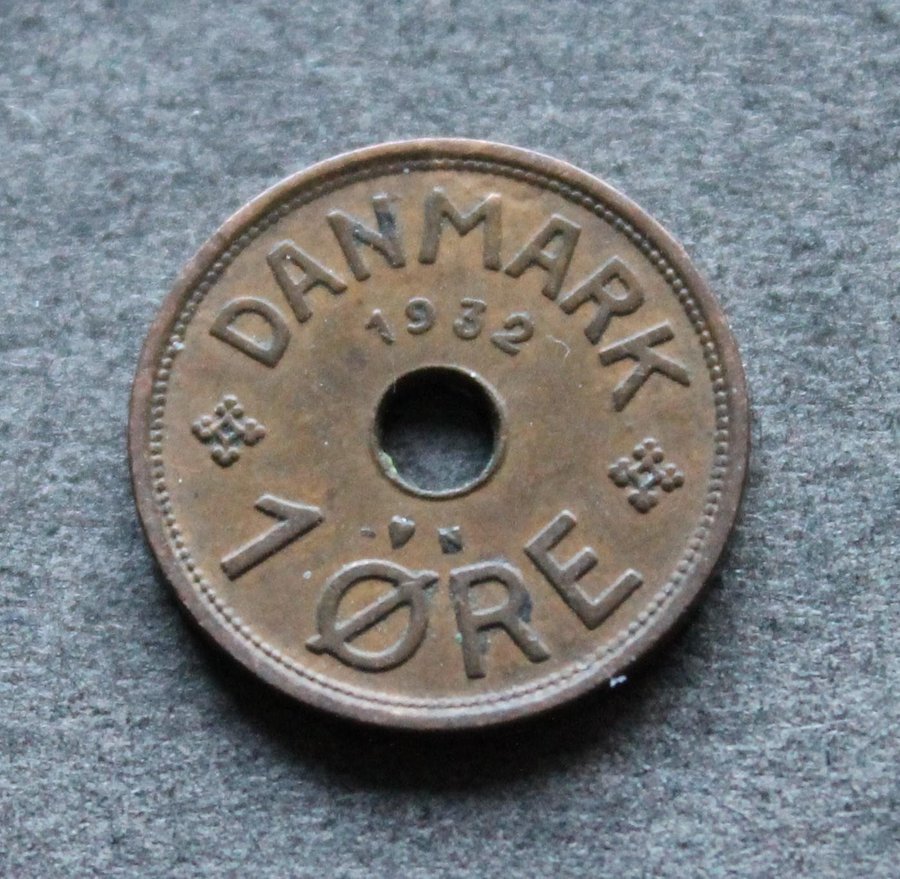 DANMARK
1932
♥ N
1 ØRE